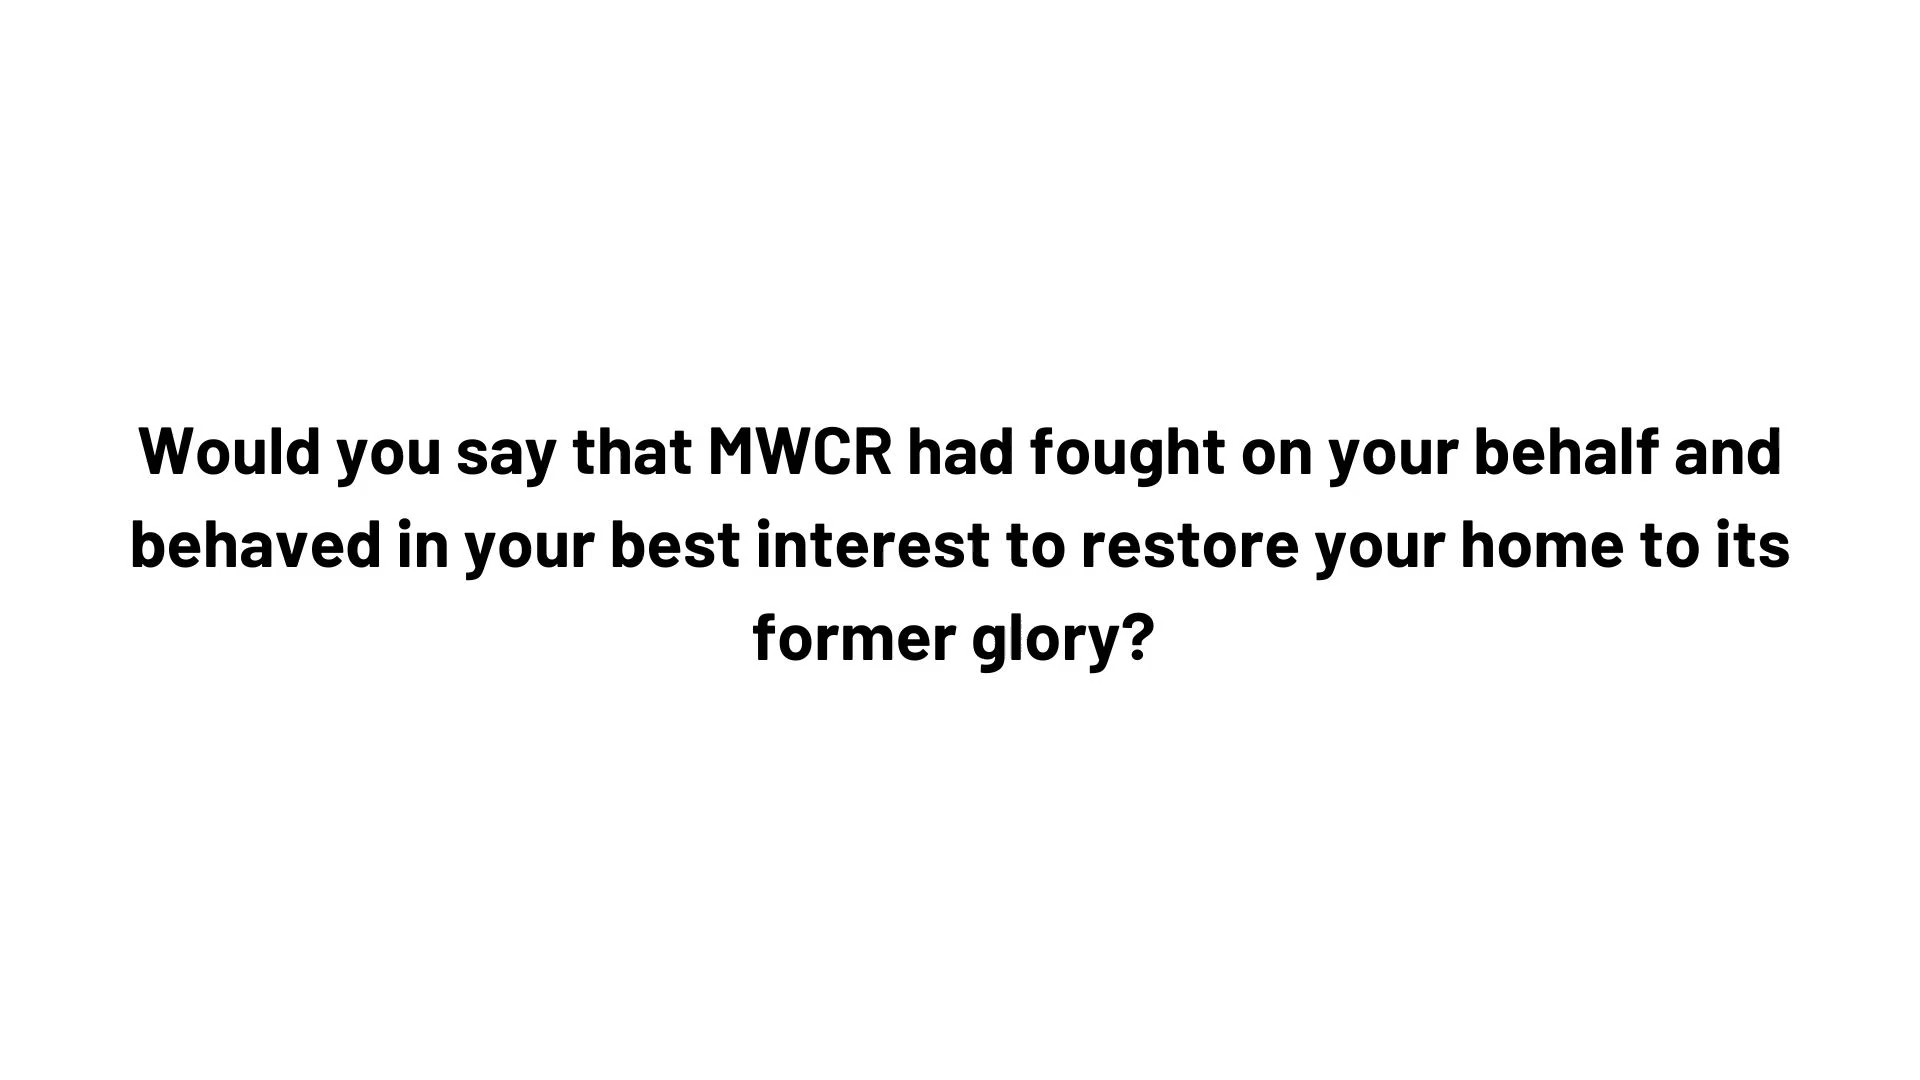 Would you say that MWCR had fought on your behalf and
behaved in your best interest to restore your home to its
former glory?